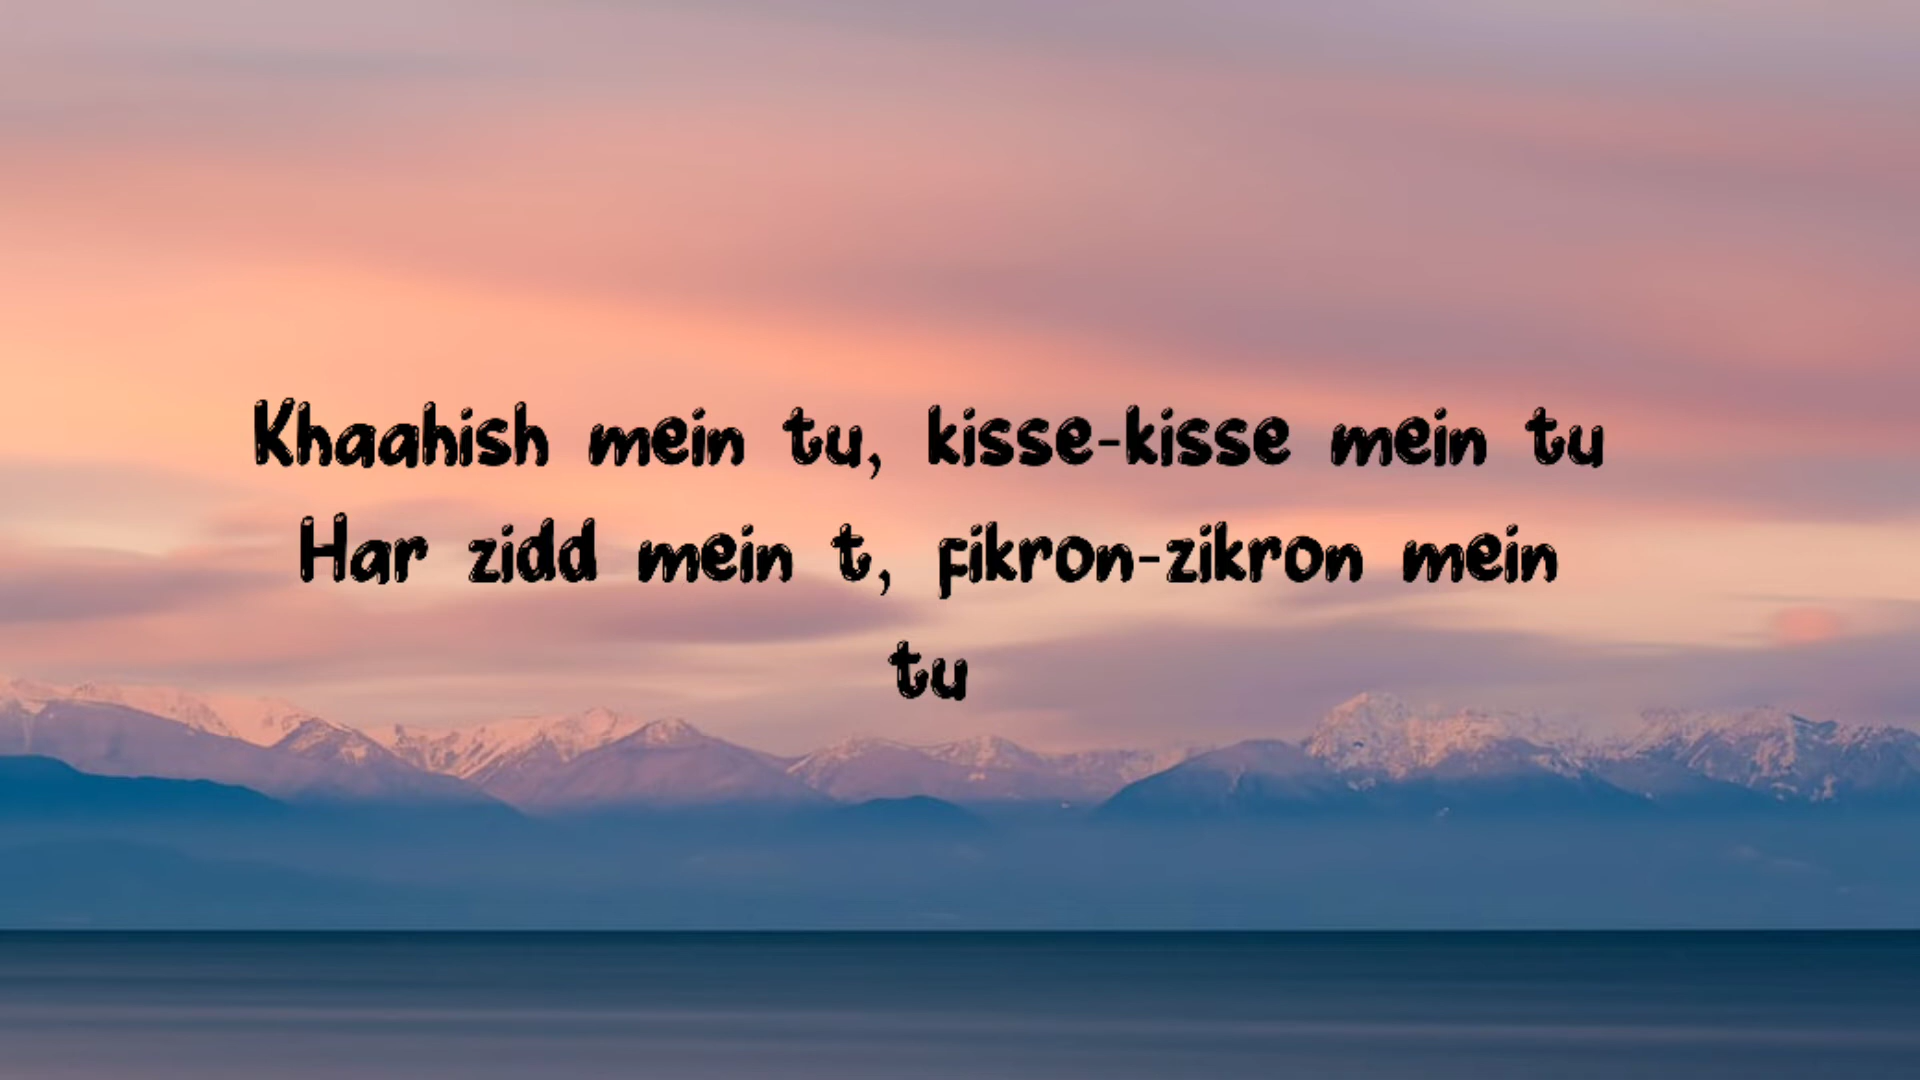 Khaahish mein tu, kisse-kisse mein tu
Har zidd mein t, fikron-zikron mein
tu